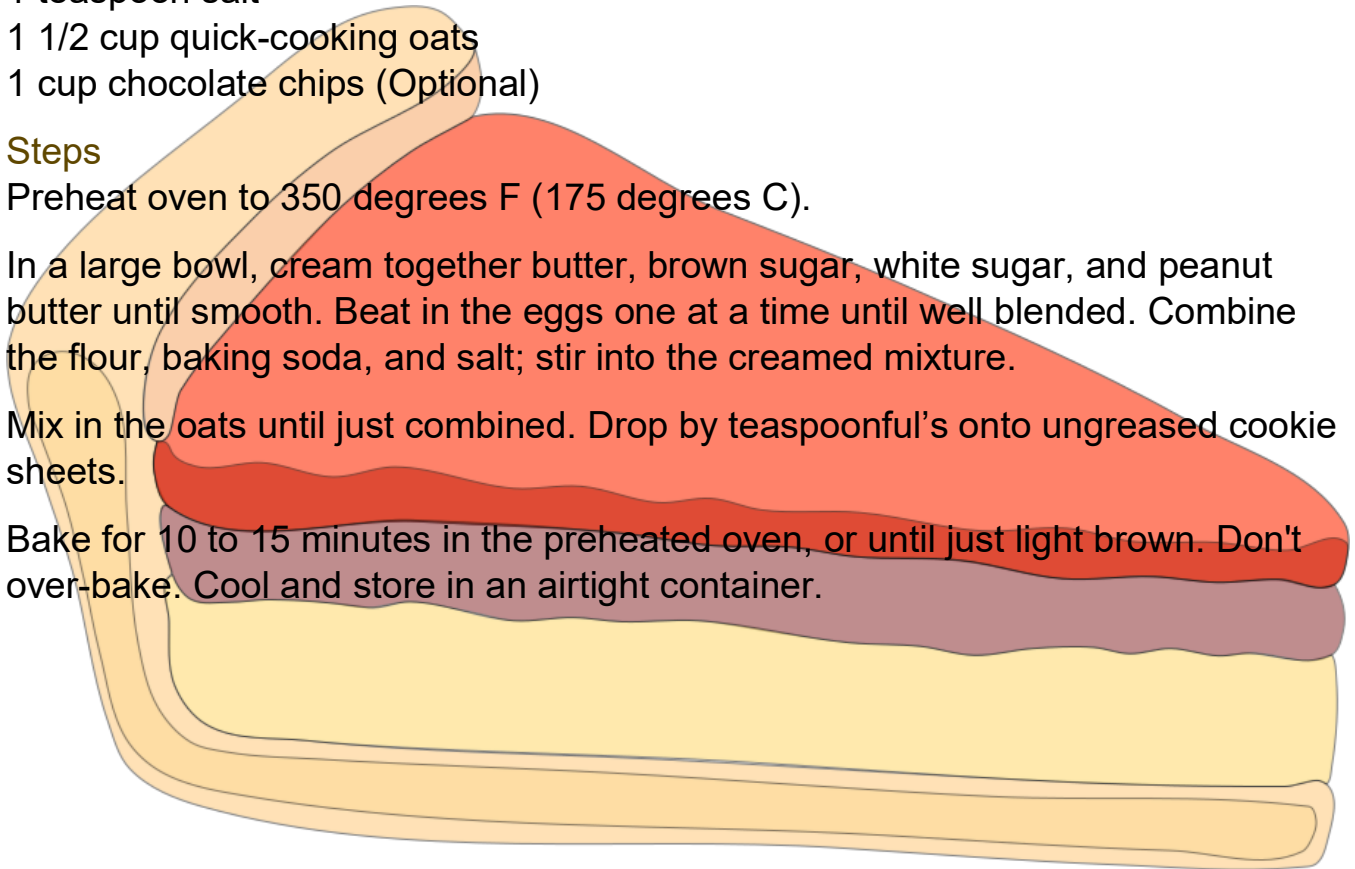 1 teaspoon salt
1 1/2 cup quick-cooking oats
1 cup chocolate chips (Optional)
Steps
Preheat oven to 350 degrees F (175 degrees C).
In a large bowl, cream together butter, brown sugar, white sugar, and peanut
butter until smooth. Beat in the eggs one at a time until well blended. Combine
the flour, baking soda, and salt; stir into the creamed mixture.
Mix in the oats until just combined. Drop by teaspoonful’s onto ungreased cookie
sheets.
Bake for 10 to 15 minutes in the preheated oven, or until just light brown. Don't
over-bake. Cool and store in an airtight container.